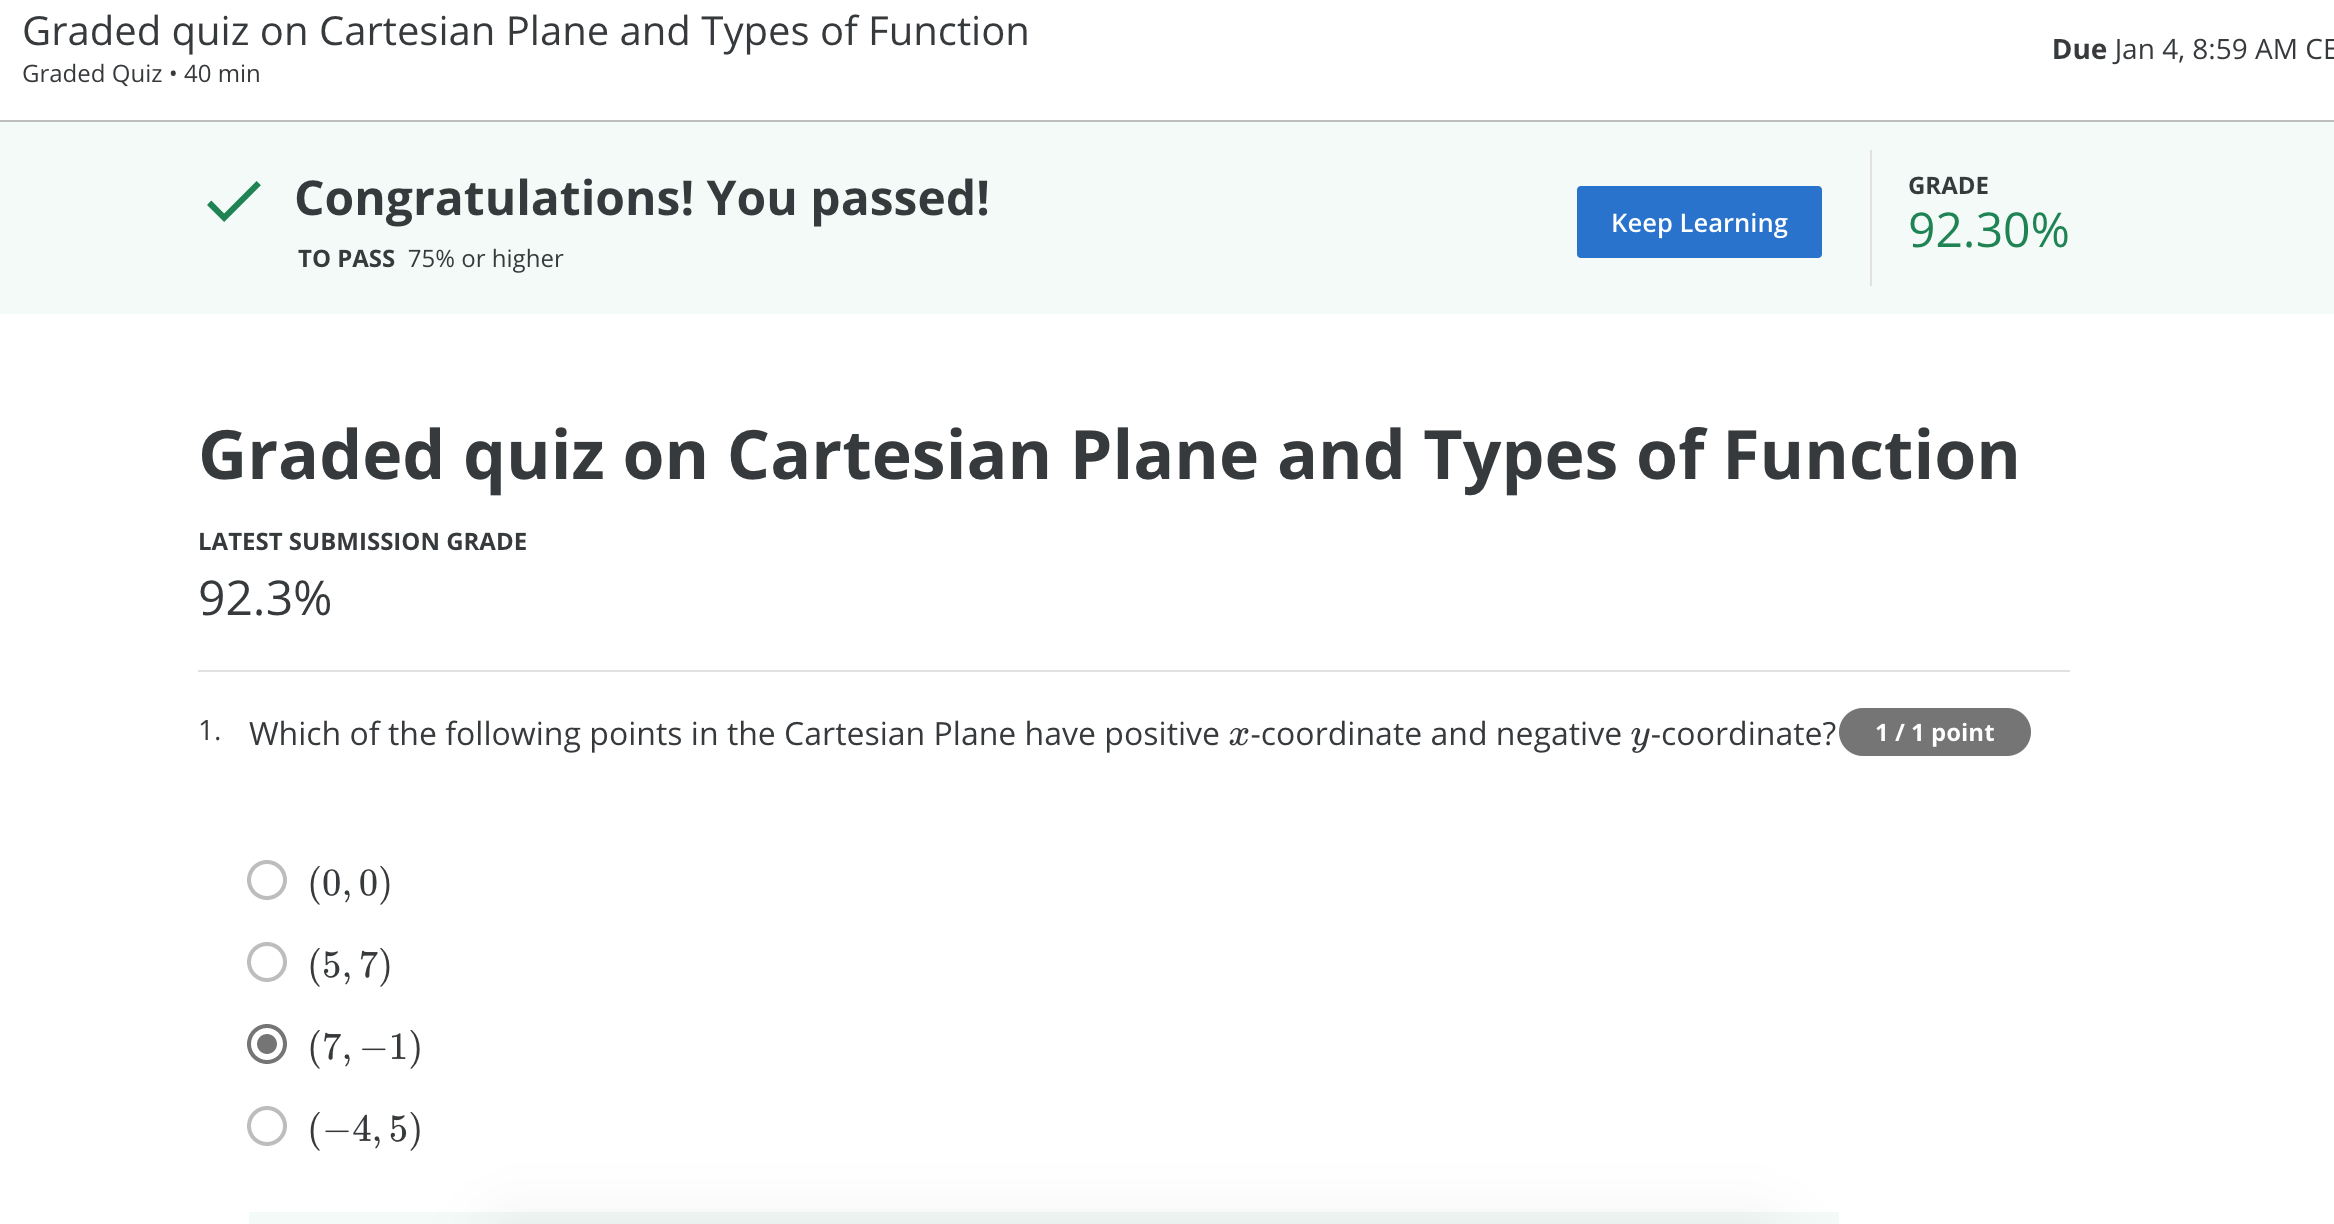 Graded quiz on Cartesian Plane and Types of Function
Graded Quiz • 40 min
Due Jan 4, 8:59 AM CE
Congratulations! You passed!
TO PASS 75% or higher
Keep Learning
GRADE
92.30%
Graded quiz on Cartesian Plane and Types of Function
LATEST SUBMISSION GRADE
92.3%
1. Which of the following points in the Cartesian Plane have positive x-coordinate and negative y-coordinate? 1 / 1 point
(0, 0)
(5, 7)
(7, −1)
(−4, 5)